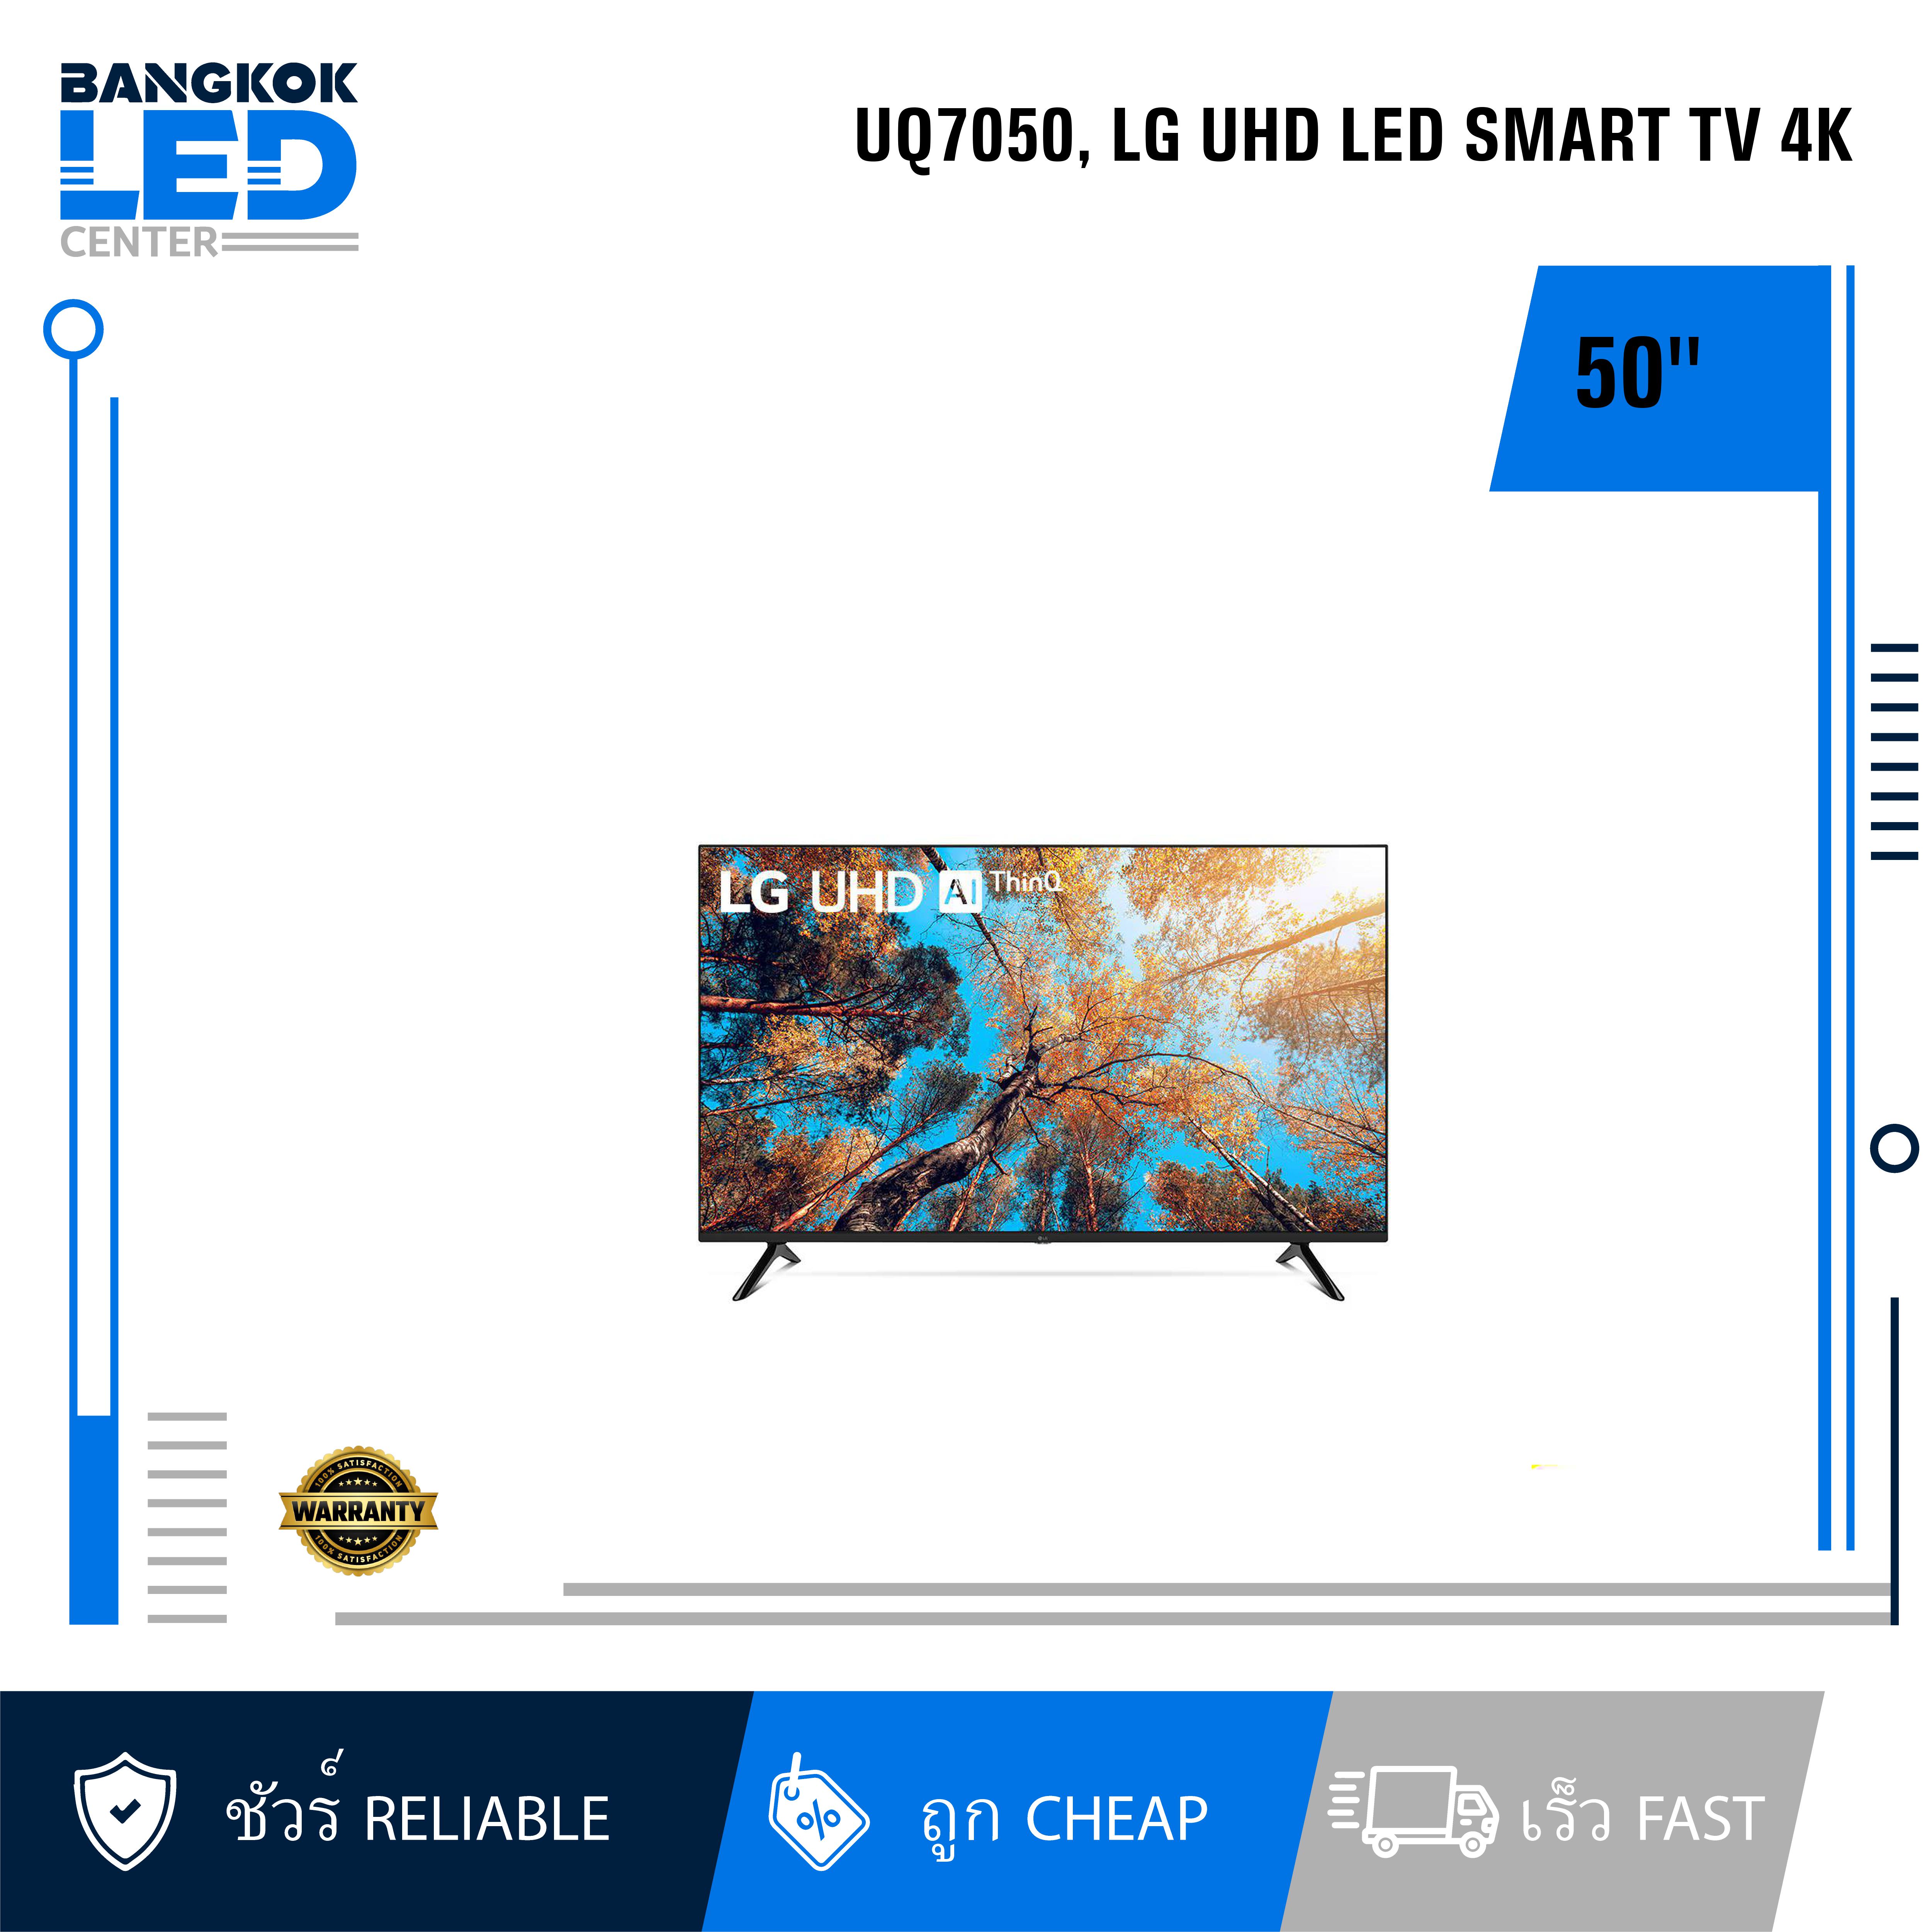 BANGKOK
LED
CENTER
UQ7050, LG UHD LED SMART TV 4K
50"
LG UHD AI ThinQ
100% SATISFACTION
WARRANTY
100% SATISFACTION
ชัวร์ RELIABLE
ถูก CHEAP
เร็ว FAST